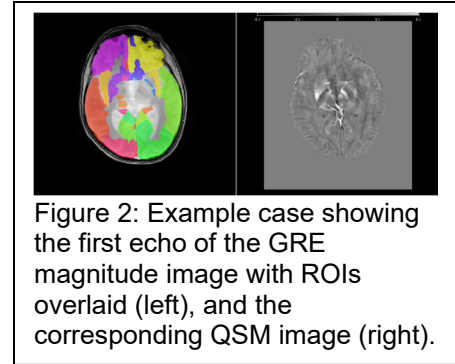 Figure 2: Example case showing
the first echo of the GRE
magnitude image with ROIs
overlaid (left), and the
corresponding QSM image (right).